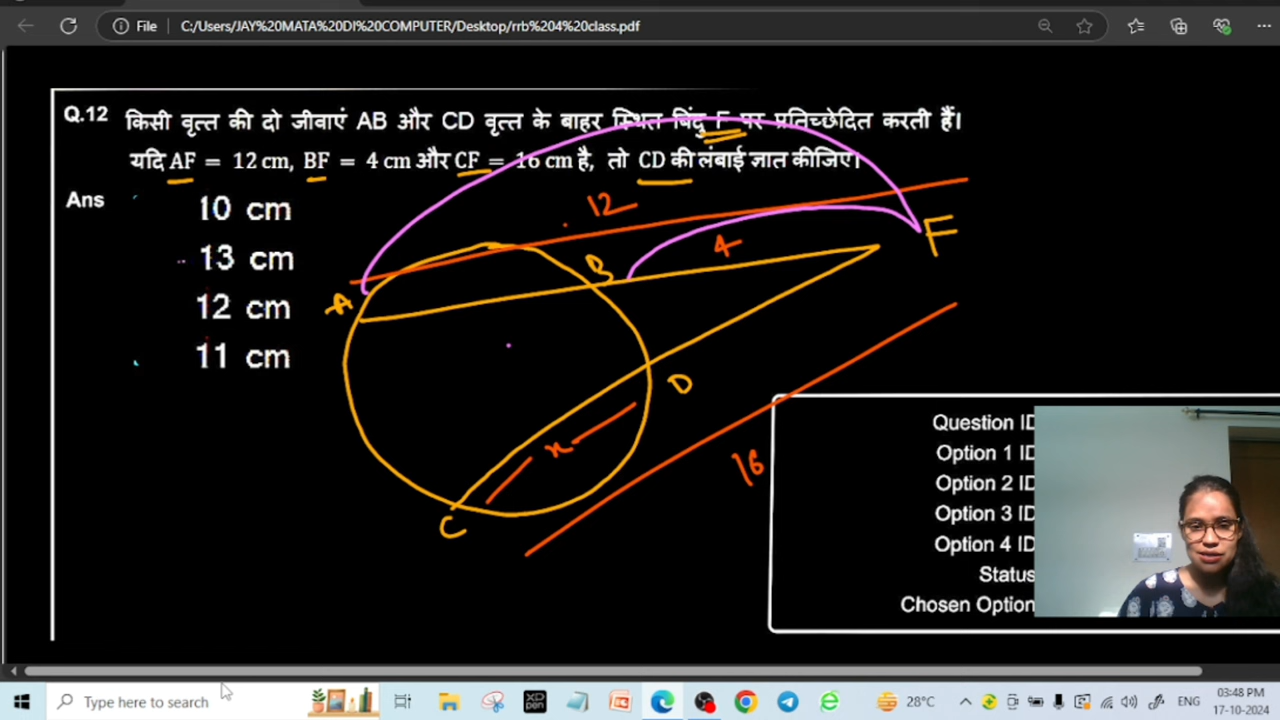 File C:/Users/JAY%20MATA%20DI%20COMPUTER/Desktop/rrb%204%20class.pdf
Q.12 किसी वृत्त की दो जीवाएं AB और CD वृत्त के बाहर स्थित बिंदु F पर प्रतिच्छेदित करती हैं।
यदि AF = 12 cm, BF = 4 cm और CF = 16 cm है, तो CD की लंबाई ज्ञात कीजिए।
Ans
10 cm
13 cm
12 cm
11 cm
12
4
F
A
B
D
x
16
C
Question ID
Option 1 ID
Option 2 ID
Option 3 ID
Option 4 ID
Status
Chosen Option
Type here to search
28°C
ENG
03:48 PM
17-10-2024